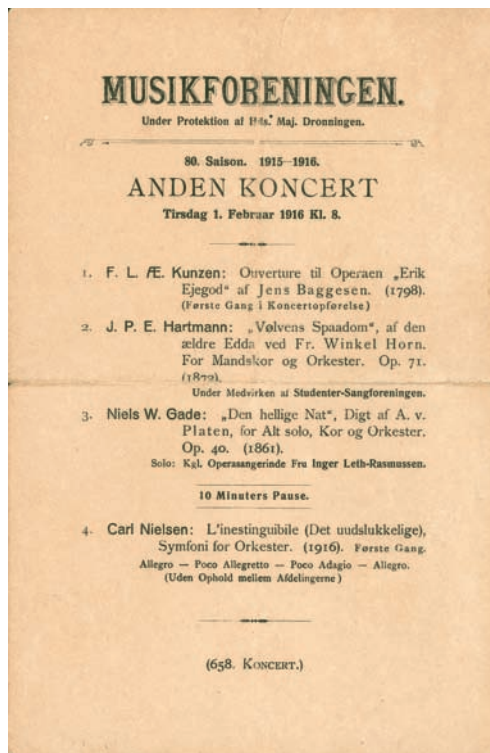 MUSIKFORENINGEN.
Under Protektion af Hds. Maj. Dronningen.
80. Saison. 1915–1916.
ANDEN KONCERT
Tirsdag 1. Februar 1916 Kl. 8.
1. F. L. Æ. Kunzen: Ouverture til Operaen „Erik
Ejegod“ af Jens Baggesen. (1798).
(Første Gang i Koncertopførelse)
2. J. P. E. Hartmann: „Vølvens Spaadom“, af den
ældre Edda ved Fr. Winkel Horn.
For Mandskor og Orkester. Op. 71.
(1872).
Under Medvirken af Studenter-Sangforeningen.
3. Niels W. Gade: „Den hellige Nat“, Digt af A. v.
Platen, for Alt solo, Kor og Orkester.
Op. 40. (1861).
Solo: Kgl. Operasangerinde Fru Inger Leth-Rasmussen.
10 Minuters Pause.
4. Carl Nielsen: L'inestinguibile (Det uudslukkelige),
Symfoni for Orkester. (1916). Første Gang.
Allegro — Poco Allegretto — Poco Adagio — Allegro.
(Uden Ophold mellem Afdelingerne)
(658. KONCERT.)